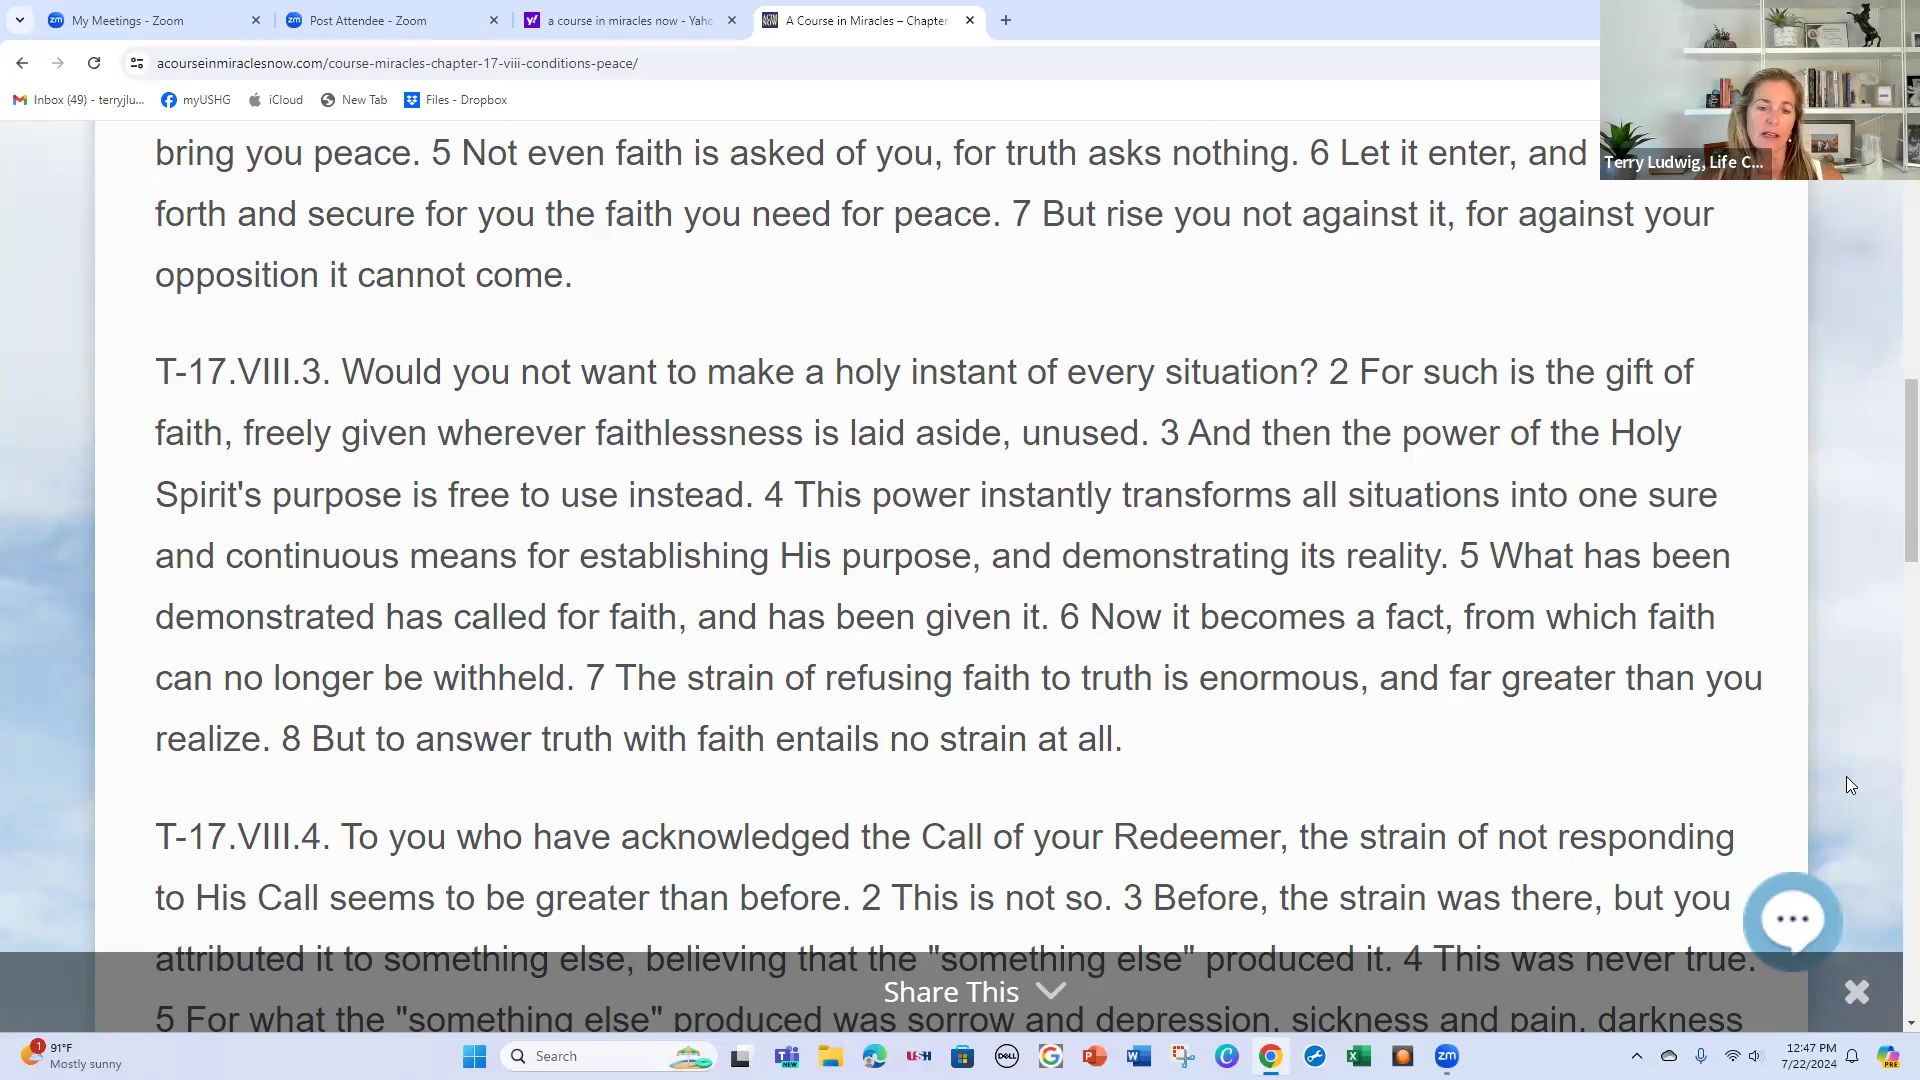 My Meetings - Zoom
Post Attendee - Zoom
a course in miracles now - Yaho
A Course in Miracles – Chapter
acourseinmiraclesnow.com/course-miracles-chapter-17-viii-conditions-peace/
Inbox (49) - terryjlu...
myUSHG
iCloud
New Tab
Files - Dropbox
Terry Ludwig, Life C...
bring you peace. 5 Not even faith is asked of you, for truth asks nothing. 6 Let it enter, and
forth and secure for you the faith you need for peace. 7 But rise you not against it, for against your
opposition it cannot come.
T-17.VIII.3. Would you not want to make a holy instant of every situation? 2 For such is the gift of
faith, freely given wherever faithlessness is laid aside, unused. 3 And then the power of the Holy
Spirit's purpose is free to use instead. 4 This power instantly transforms all situations into one sure
and continuous means for establishing His purpose, and demonstrating its reality. 5 What has been
demonstrated has called for faith, and has been given it. 6 Now it becomes a fact, from which faith
can no longer be withheld. 7 The strain of refusing faith to truth is enormous, and far greater than you
realize. 8 But to answer truth with faith entails no strain at all.
T-17.VIII.4. To you who have acknowledged the Call of your Redeemer, the strain of not responding
to His Call seems to be greater than before. 2 This is not so. 3 Before, the strain was there, but you
attributed it to something else, believing that the "something else" produced it. 4 This was never true.
Share This
5 For what the "something else" produced was sorrow and depression, sickness and pain, darkness
1
91°F
Mostly sunny
Search
NEW
USH
DELL
zm
12:47 PM
7/22/2024
PRE